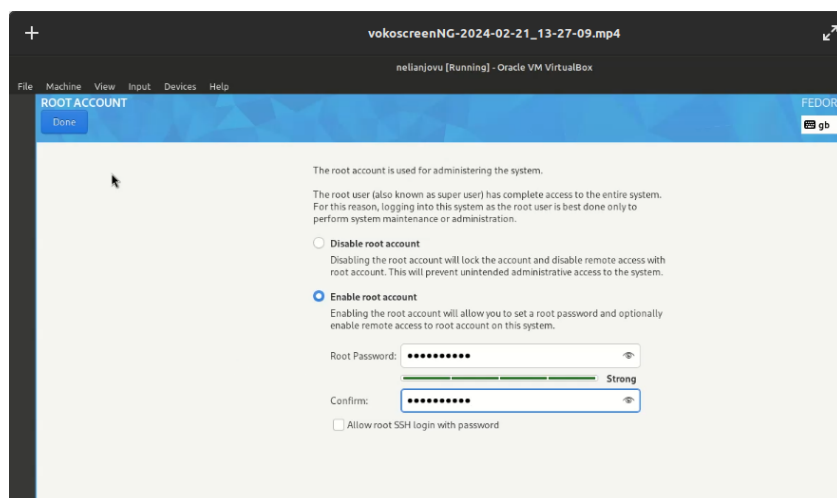 vokoscreenNG-2024-02-21_13-27-09.mp4
nelianjovu [Running] - Oracle VM VirtualBox
File Machine View Input Devices Help
ROOT ACCOUNT
FEDOR
Done
gb
The root account is used for administering the system.
The root user (also known as super user) has complete access to the entire system.
For this reason, logging into this system as the root user is best done only to
perform system maintenance or administration.
Disable root account
Disabling the root account will lock the account and disable remote access with
root account. This will prevent unintended administrative access to the system.
Enable root account
Enabling the root account will allow you to set a root password and optionally
enable remote access to root account on this system.
Root Password: ●●●●●●●●●●
Strong
Confirm: ●●●●●●●●●●
Allow root SSH login with password